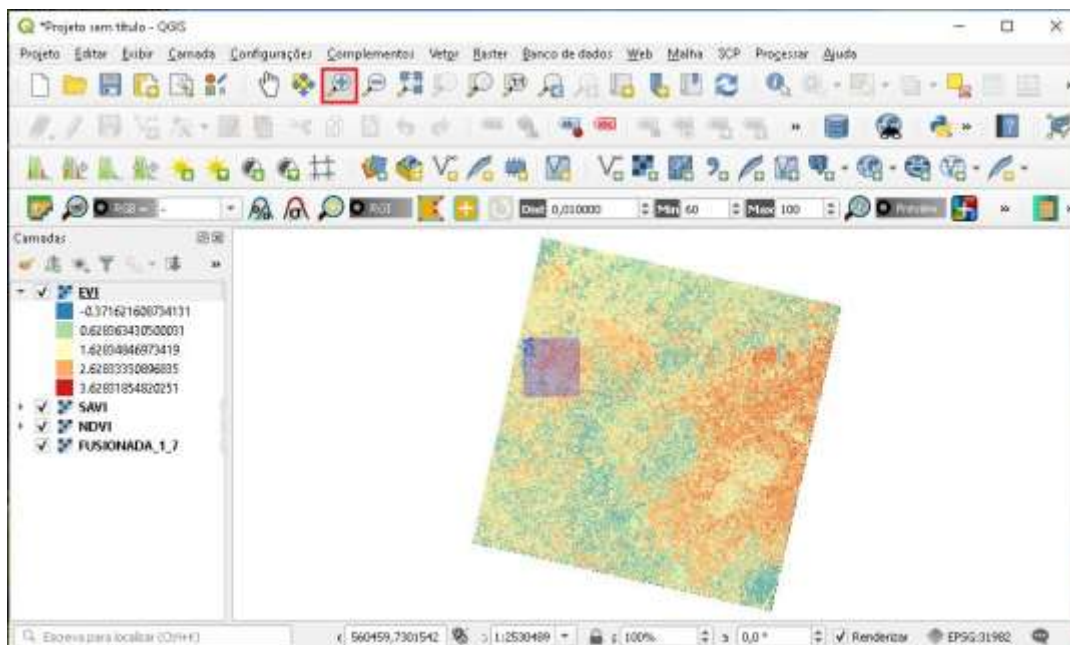 *Projeto sem título - QGIS
Projeto Editar Exibir Camada Configurações Complementos Vetor Raster Banco de dados Web Malha SCP Processar Ajuda
RGB = -
ROI
Dist 0,010000
Min 60
Max 100
Preview
Camadas
EVI
-0.371621608734131
0.628363430500031
1.62834846973419
2.62833350896835
3.62831854820251
SAVI
NDVI
FUSIONADA_1_7
Escreva para localizar (Ctrl+K)
560459,7301542
1:2530489
100%
0,0 °
Renderizar
EPSG:31982